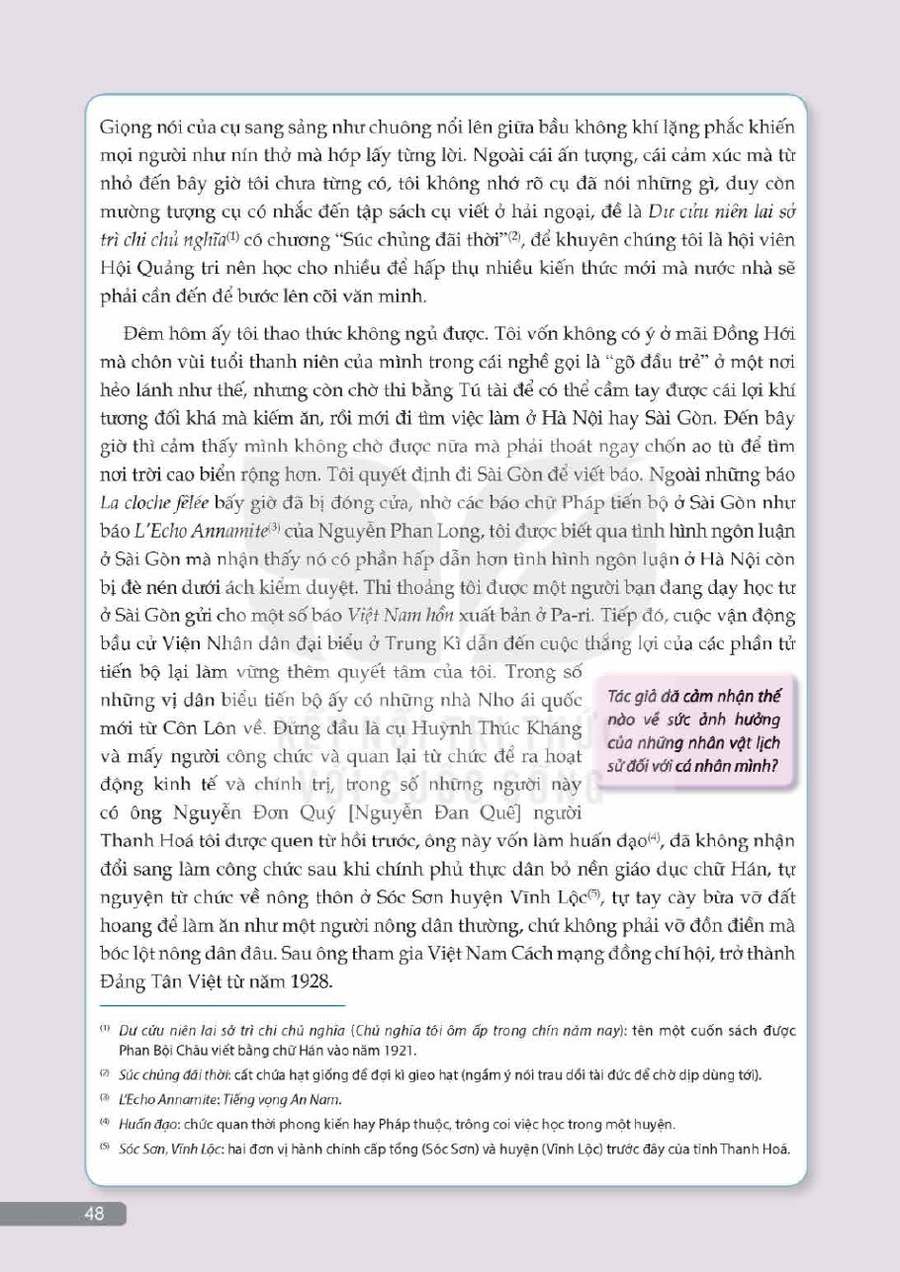 Giọng nói của cụ sang sảng như chuông nổi lên giữa bầu không khí lặng phắc khiến
mọi người như nín thở mà hớp lấy từng lời. Ngoài cái ấn tượng, cái cảm xúc mà từ
nhỏ đến bây giờ tôi chưa từng có, tôi không nhớ rõ cụ đã nói những gì, duy còn
mường tượng cụ có nhắc đến tập sách cụ viết ở hải ngoại, đề là Dư cửu niên lai sở
trì chi chủ nghĩa(1) có chương “Súc chủng đãi thời”(2), để khuyên chúng tôi là hội viên
Hội Quảng tri nên học cho nhiều để hấp thụ nhiều kiến thức mới mà nước nhà sẽ
phải cần đến để bước lên cõi văn minh.
Đêm hôm ấy tôi thao thức không ngủ được. Tôi vốn không có ý ở mãi Đồng Hới
mà chôn vùi tuổi thanh niên của mình trong cái nghề gọi là “gõ đầu trẻ” ở một nơi
hẻo lánh như thế, nhưng còn chờ thi bằng Tú tài để có thể cầm tay được cái lợi khí
tương đối khá mà kiếm ăn, rồi mới đi tìm việc làm ở Hà Nội hay Sài Gòn. Đến bây
giờ thì cảm thấy mình không chờ được nữa mà phải thoát ngay chốn ao tù để tìm
nơi trời cao biển rộng hơn. Tôi quyết định đi Sài Gòn để viết báo. Ngoài những báo
La cloche fêlée bấy giờ đã bị đóng cửa, nhờ các báo chữ Pháp tiến bộ ở Sài Gòn như
báo L’Echo Annamite(3) của Nguyễn Phan Long, tôi được biết qua tình hình ngôn luận
ở Sài Gòn mà nhận thấy nó có phần hấp dẫn hơn tình hình ngôn luận ở Hà Nội còn
bị đè nén dưới ách kiểm duyệt. Thi thoảng tôi được một người bạn đang dạy học tư
ở Sài Gòn gửi cho một số báo Việt Nam hồn xuất bản ở Pa-ri. Tiếp đó, cuộc vận động
bầu cử Viện Nhân dân đại biểu ở Trung Kì dẫn đến cuộc thắng lợi của các phần tử
tiến bộ lại làm vững thêm quyết tâm của tôi. Trong số
những vị dân biểu tiến bộ ấy có những nhà Nho ái quốc
mới từ Côn Lôn về. Đứng đầu là cụ Huỳnh Thúc Kháng
và mấy người công chức và quan lại từ chức để ra hoạt
động kinh tế và chính trị, trong số những người này
có ông Nguyễn Đơn Quý [Nguyễn Đan Quế] người
Thanh Hoá tôi được quen từ hồi trước, ông này vốn làm huấn đạo(4), đã không nhận
đổi sang làm công chức sau khi chính phủ thực dân bỏ nền giáo dục chữ Hán, tự
nguyện từ chức về nông thôn ở Sóc Sơn huyện Vĩnh Lộc(5), tự tay cày bừa vỡ đất
hoang để làm ăn như một người nông dân thường, chứ không phải vỡ đồn điền mà
bóc lột nông dân đâu. Sau ông tham gia Việt Nam Cách mạng đồng chí hội, trở thành
Đảng Tân Việt từ năm 1928.
Tác giả đã cảm nhận thế
nào về sức ảnh hưởng
của những nhân vật lịch
sử đối với cá nhân mình?
KẾT NỐI TRI THỨC
VỚI CUỘC SỐNG
(1) Dư cửu niên lai sở trì chi chủ nghĩa (Chủ nghĩa tôi ôm ấp trong chín năm nay): tên một cuốn sách được
Phan Bội Châu viết bằng chữ Hán vào năm 1921.
(2) Súc chủng đãi thời: cất chứa hạt giống để đợi kì gieo hạt (ngầm ý nói trau dồi tài đức để chờ dịp dùng tới).
(3) L’Echo Annamite: Tiếng vọng An Nam.
(4) Huấn đạo: chức quan thời phong kiến hay Pháp thuộc, trông coi việc học trong một huyện.
(5) Sóc Sơn, Vĩnh Lộc: hai đơn vị hành chính cấp tổng (Sóc Sơn) và huyện (Vĩnh Lộc) trước đây của tỉnh Thanh Hoá.
48